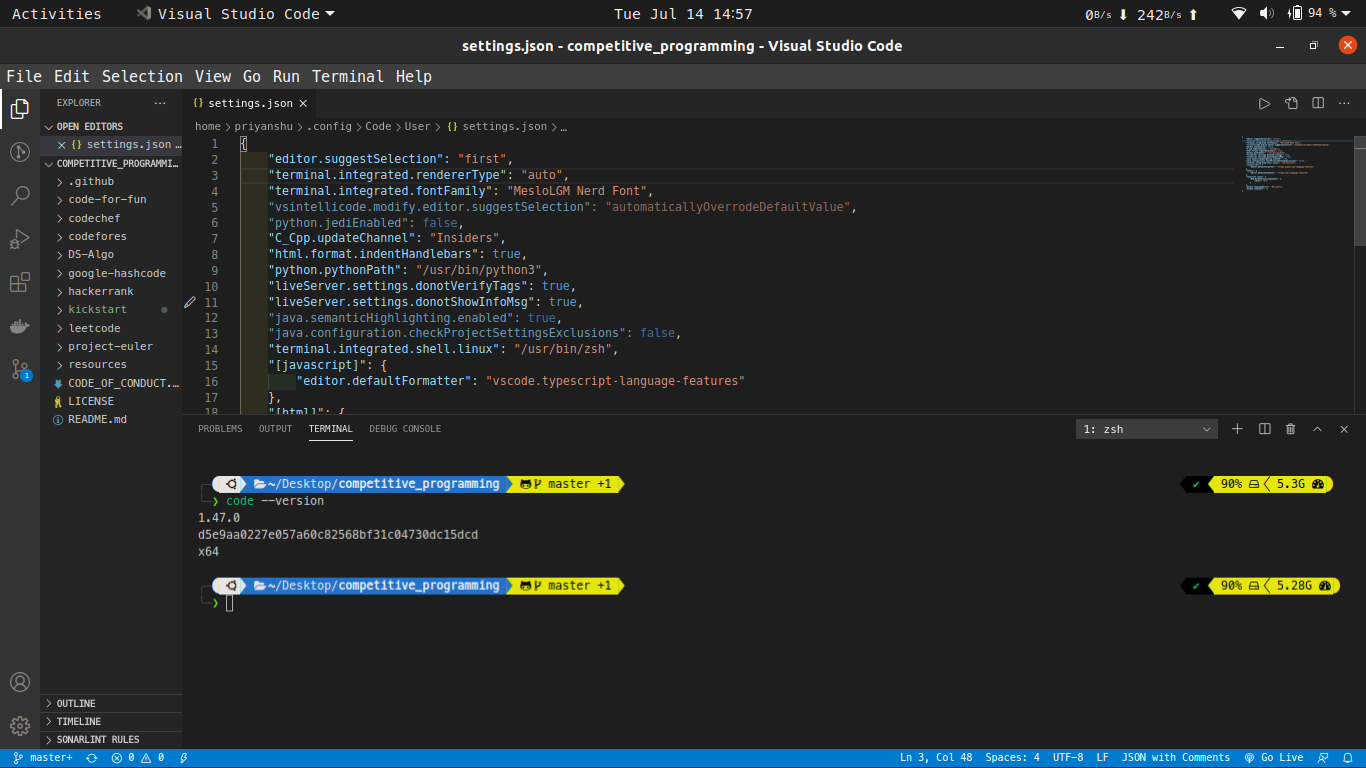 Activities Visual Studio Code Tue Jul 14 14:57 0B/s 242B/s 94 %
settings.json - competitive_programming - Visual Studio Code
File Edit Selection View Go Run Terminal Help
EXPLORER
OPEN EDITORS
settings.json ...
COMPETITIVE_PROGRAMMI...
.github
code-for-fun
codechef
codefores
DS-Algo
google-hashcode
hackerrank
kickstart
leetcode
project-euler
resources
CODE_OF_CONDUCT....
LICENSE
README.md
OUTLINE
TIMELINE
SONARLINT RULES
1
{} settings.json
home > priyanshu > .config > Code > User > {} settings.json > ...
1 {
2 "editor.suggestSelection": "first",
3 "terminal.integrated.rendererType": "auto",
4 "terminal.integrated.fontFamily": "MesloLGM Nerd Font",
5 "vsintellicode.modify.editor.suggestSelection": "automaticallyOverrodeDefaultValue",
6 "python.jediEnabled": false,
7 "C_Cpp.updateChannel": "Insiders",
8 "html.format.indentHandlebars": true,
9 "python.pythonPath": "/usr/bin/python3",
10 "liveServer.settings.donotVerifyTags": true,
11 "liveServer.settings.donotShowInfoMsg": true,
12 "java.semanticHighlighting.enabled": true,
13 "java.configuration.checkProjectSettingsExclusions": false,
14 "terminal.integrated.shell.linux": "/usr/bin/zsh",
15 "[javascript]": {
16 "editor.defaultFormatter": "vscode.typescript-language-features"
17 },
18 "[html]": {
PROBLEMS OUTPUT TERMINAL DEBUG CONSOLE 1: zsh
~/Desktop/competitive_programming master +1 ✔ 90% 5.3G
❯ code --version
1.47.0
d5e9aa0227e057a60c82568bf31c04730dc15dcd
x64
~/Desktop/competitive_programming master +1 ✔ 90% 5.28G
❯
master+ 0 0 Ln 3, Col 48 Spaces: 4 UTF-8 LF JSON with Comments Go Live